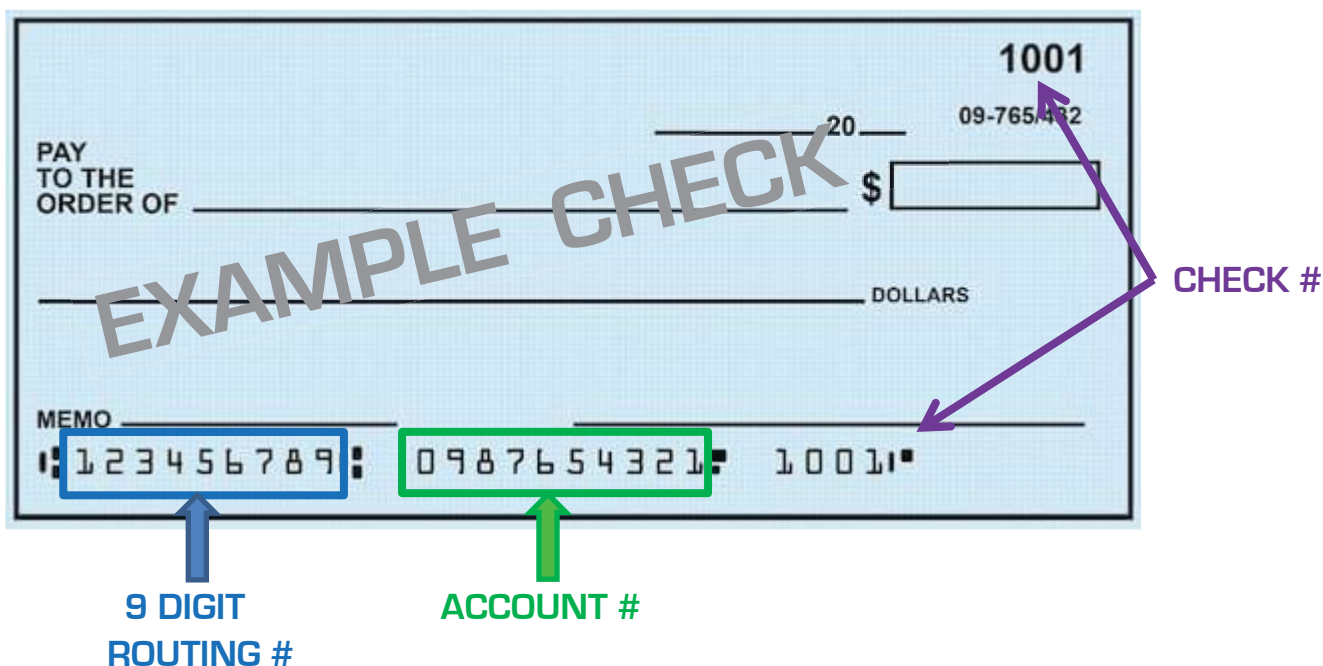 1001
20
09-765/432
PAY
TO THE
ORDER OF
$
EXAMPLE CHECK
DOLLARS
CHECK #
MEMO
⑆123456789⑆ 0987654321⑈ 1001⑈
9 DIGIT
ROUTING #
ACCOUNT #